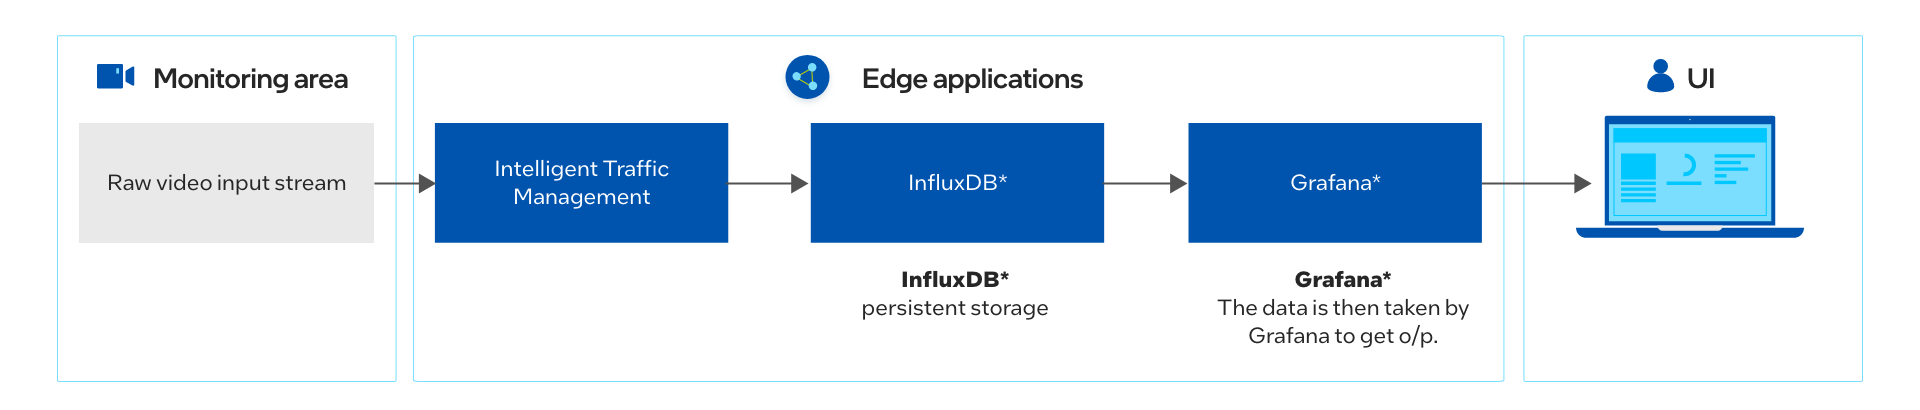 Monitoring area
Raw video input stream
Edge applications
Intelligent Traffic
Management
InfluxDB*
InfluxDB*
persistent storage
Grafana*
Grafana*
The data is then taken by
Grafana to get o/p.
UI